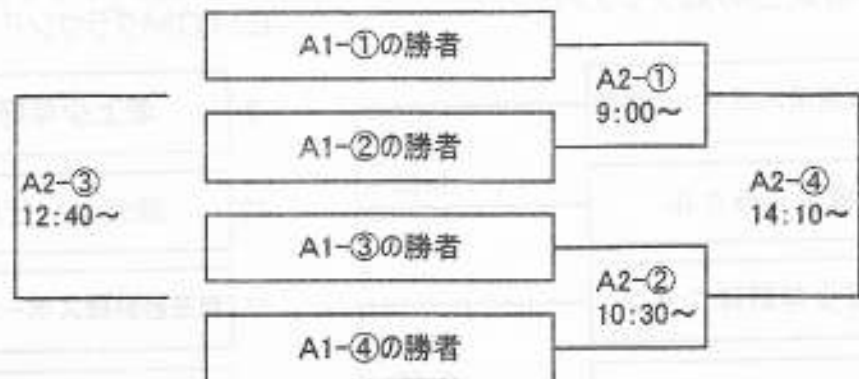 A1-①の勝者
A2-①
9:00～
A1-②の勝者
A2-③
12:40～
A2-④
14:10～
A1-③の勝者
A2-②
10:30～
A1-④の勝者